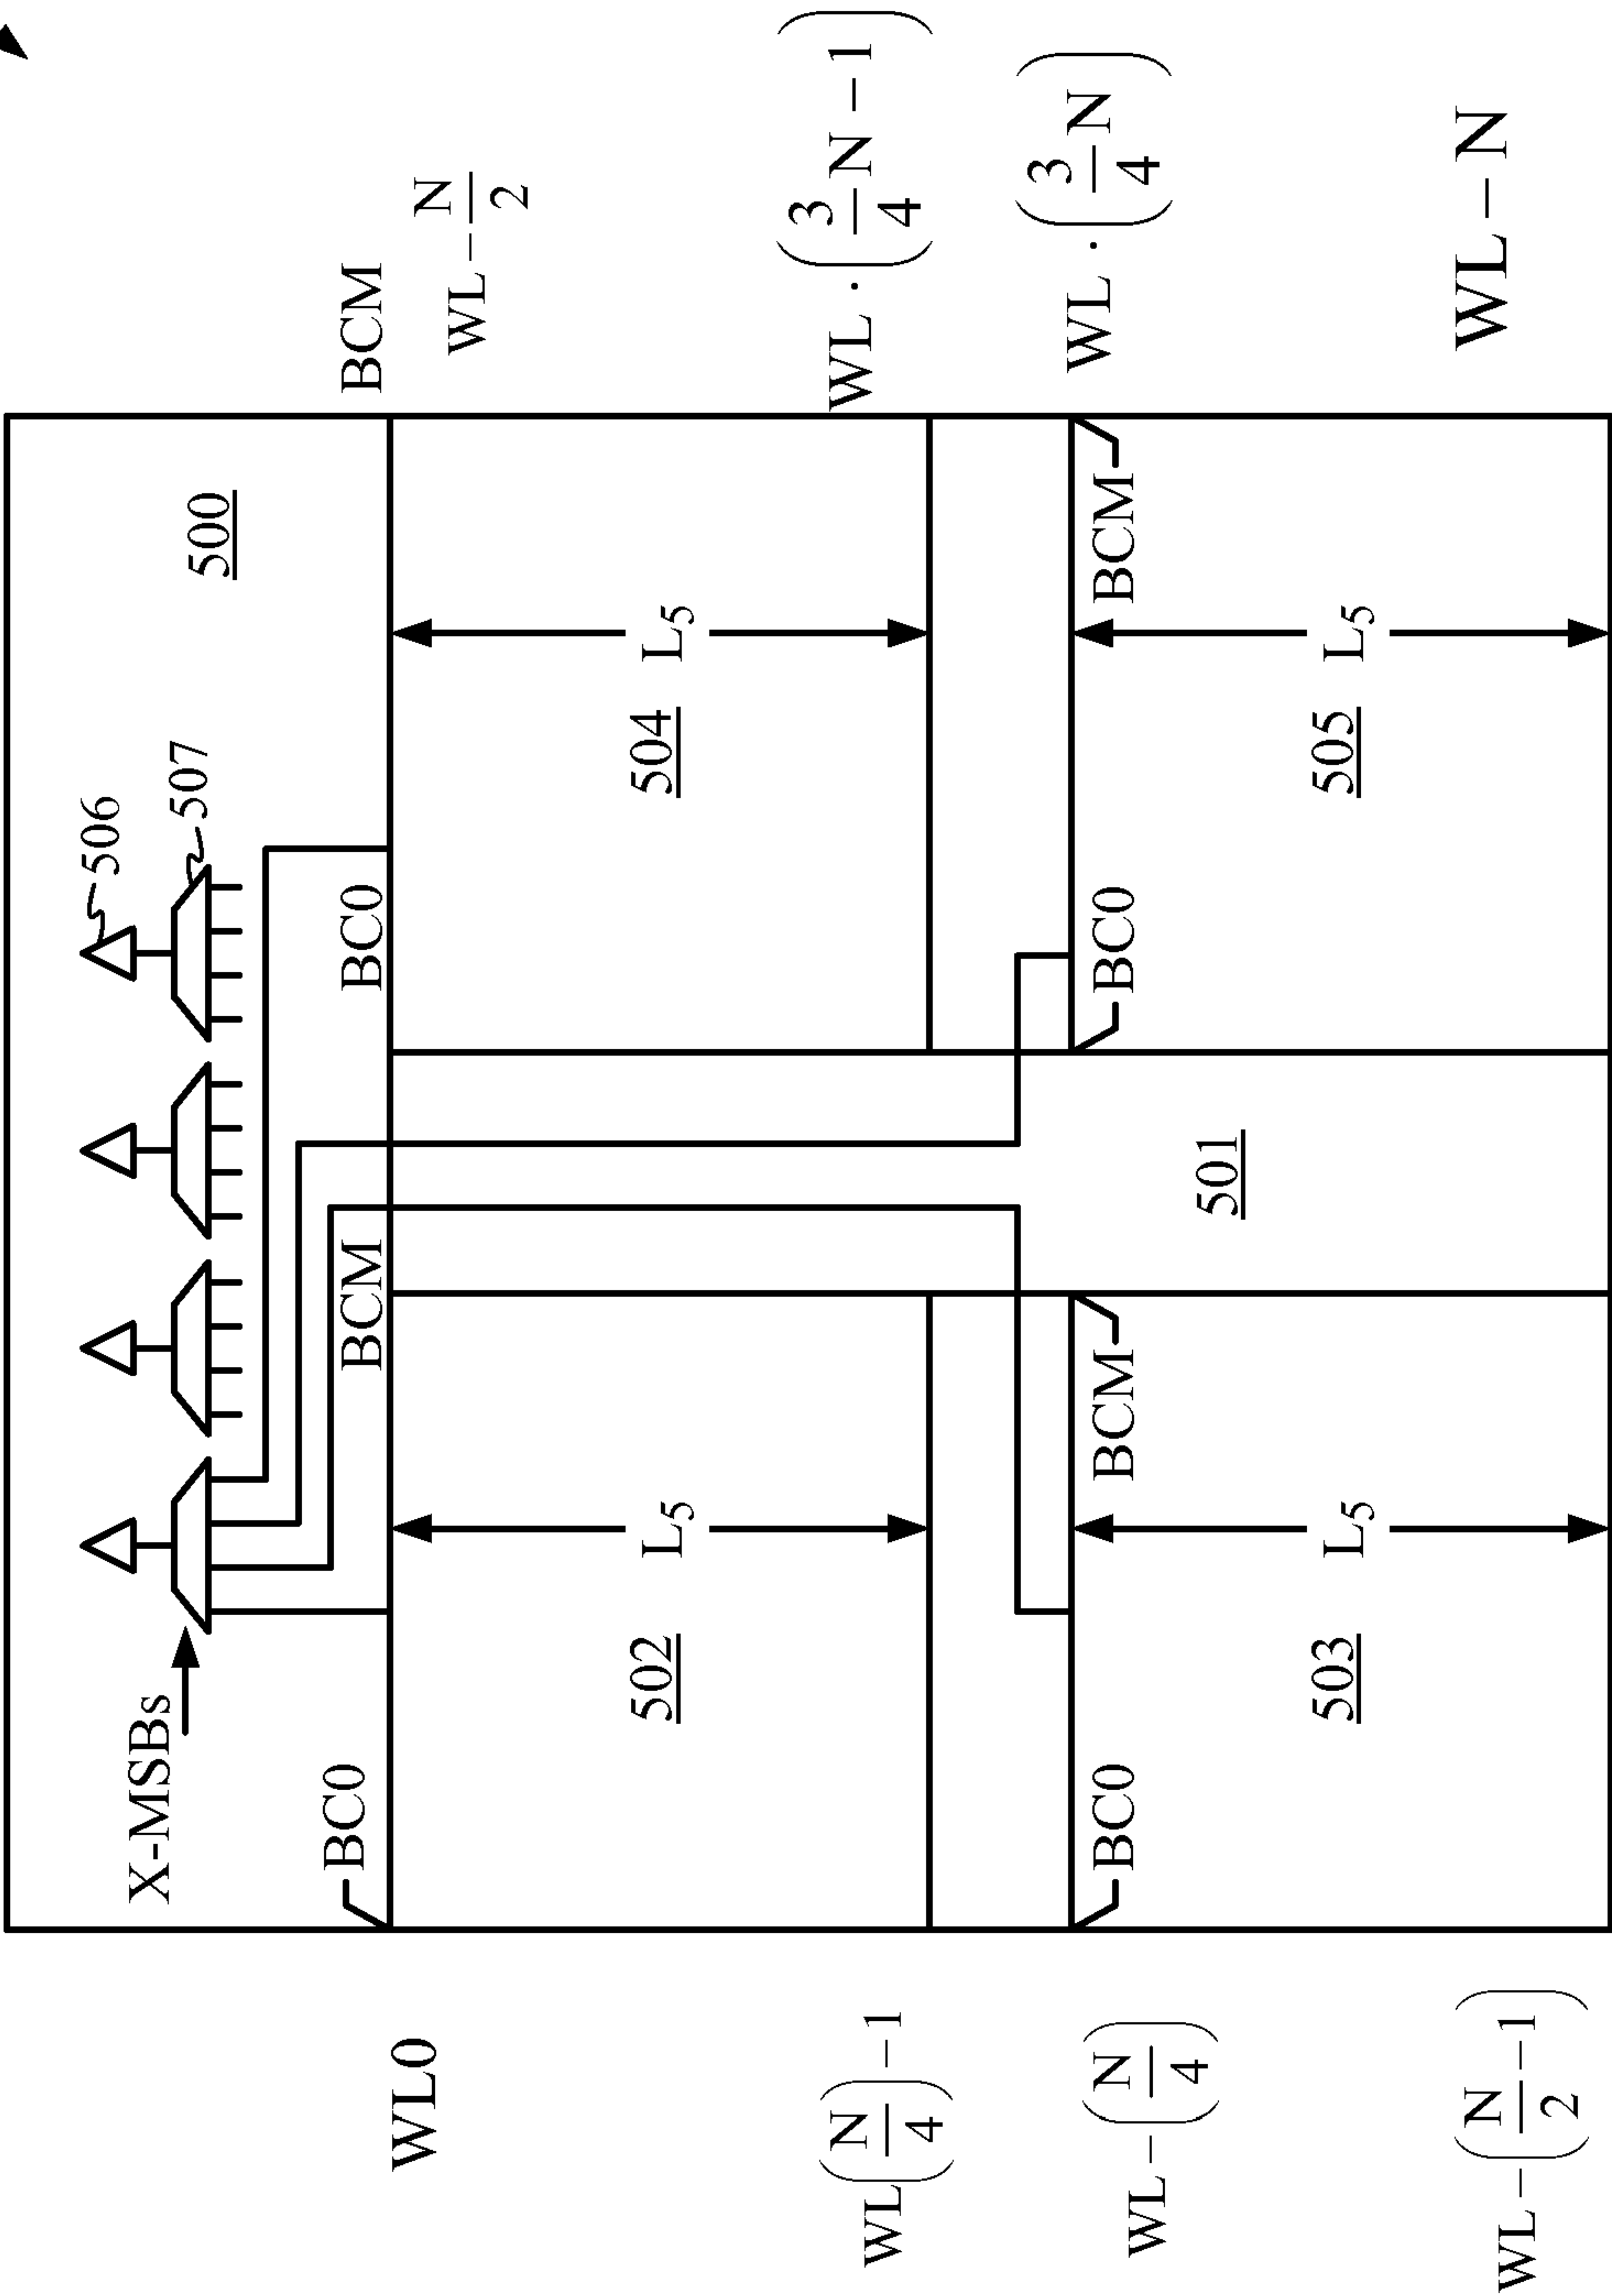 X-MSBs
506
507
500
BC0
BCM
BC0
BCM
WL0
WL–N/2
502
L5
504
L5
WL(N/4)–1
WL·(3/4 N–1)
WL–(N/4)
WL·(3/4 N)
BC0
BCM
BC0
BCM
501
503
L5
505
L5
WL–(N/2–1)
WL–N